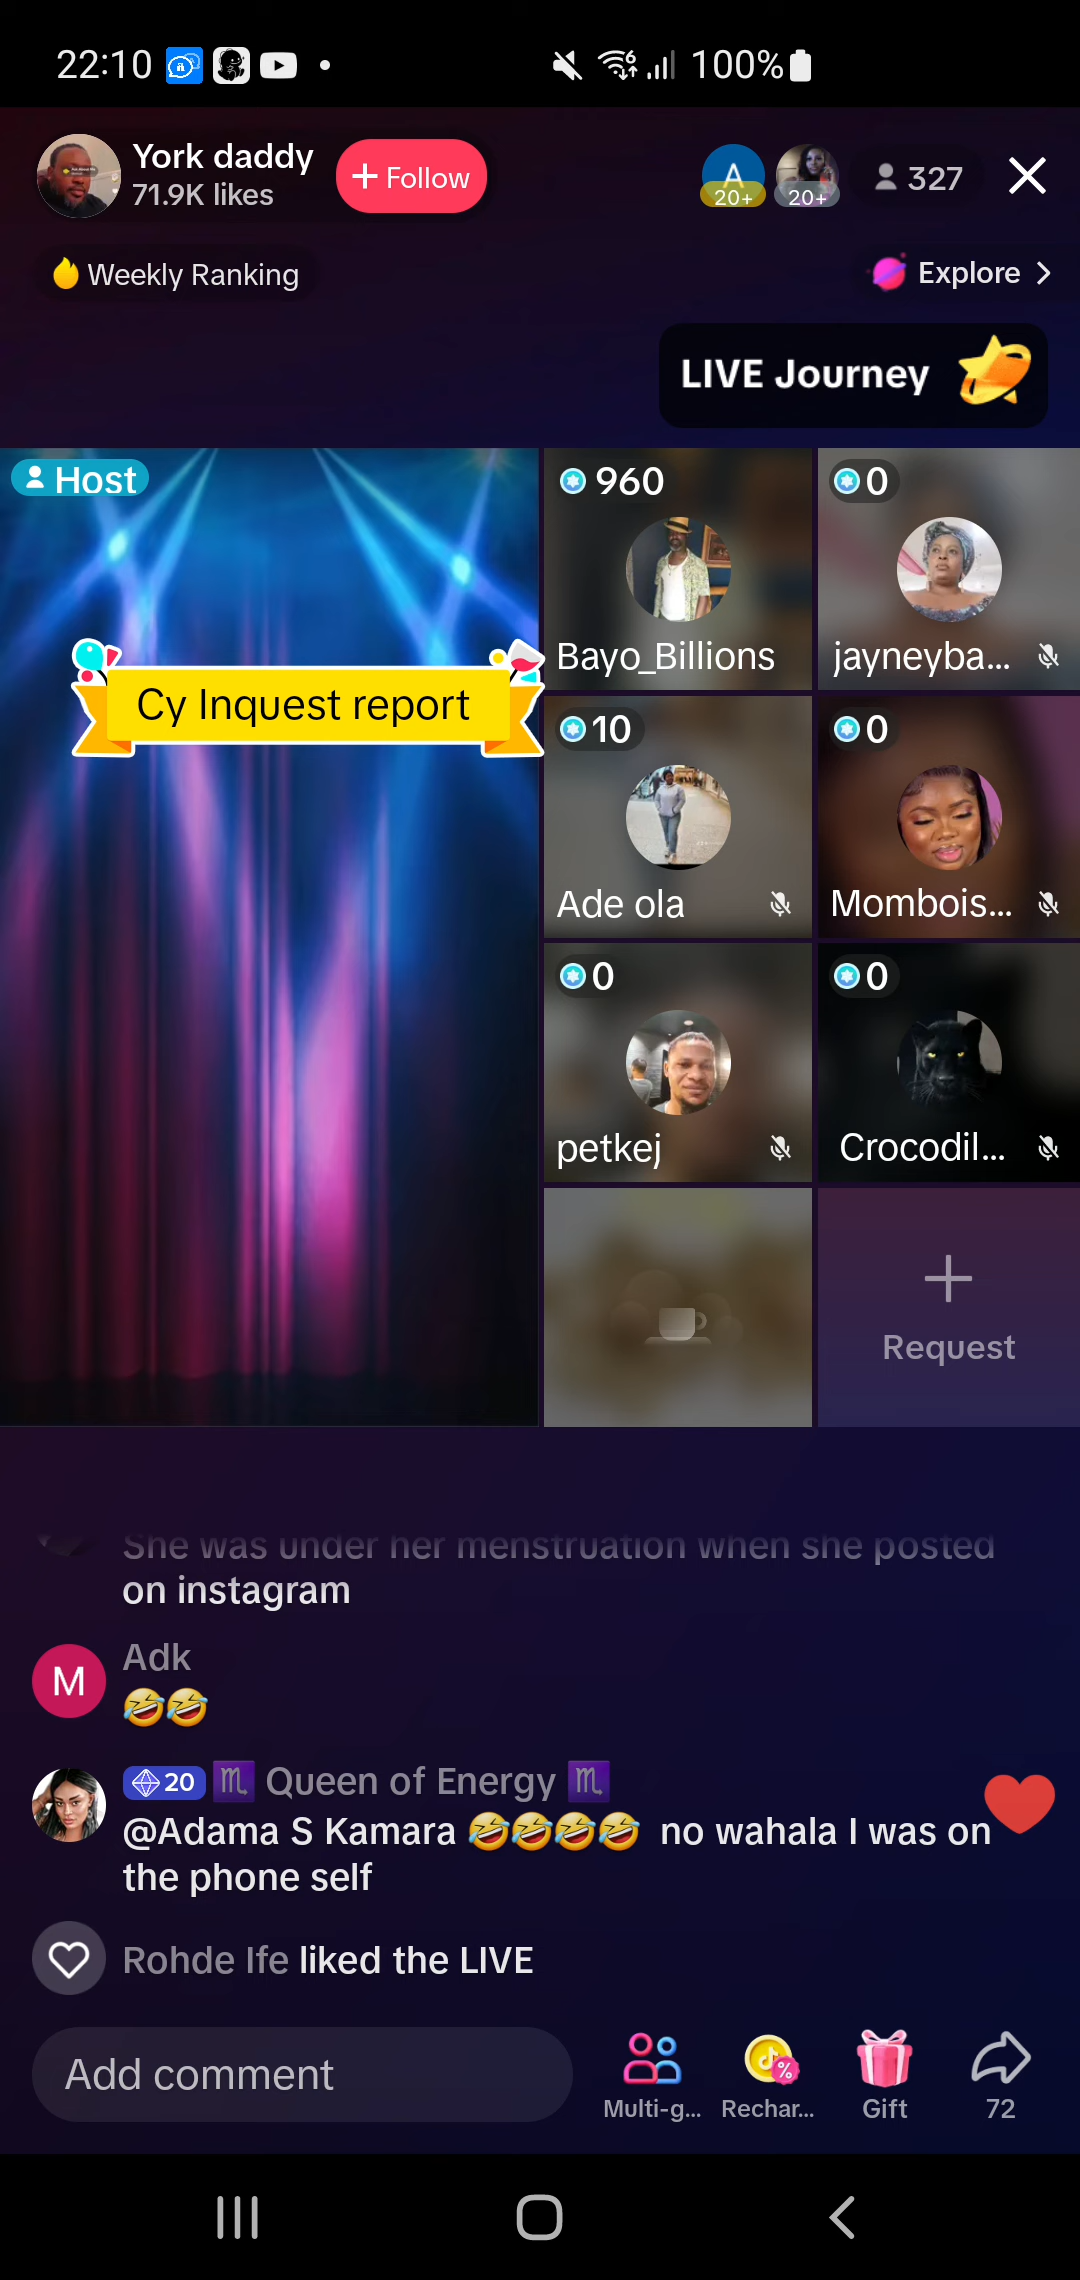 22:10
100%
York daddy
71.9K likes
+ Follow
A
20+
20+
327
Weekly Ranking
Explore
LIVE Journey
Host
Cy Inquest report
960
Bayo_Billions
0
jayneyba...
10
Ade ola
0
Mombois...
0
petkej
0
Crocodil...
Request
She was under her menstruation when she posted
on instagram
M
Adk
🤣🤣
20 ♏ Queen of Energy ♏
@Adama S Kamara 🤣🤣🤣🤣 no wahala I was on
the phone self
Rohde Ife liked the LIVE
Add comment
Multi-g...
Rechar...
Gift
72